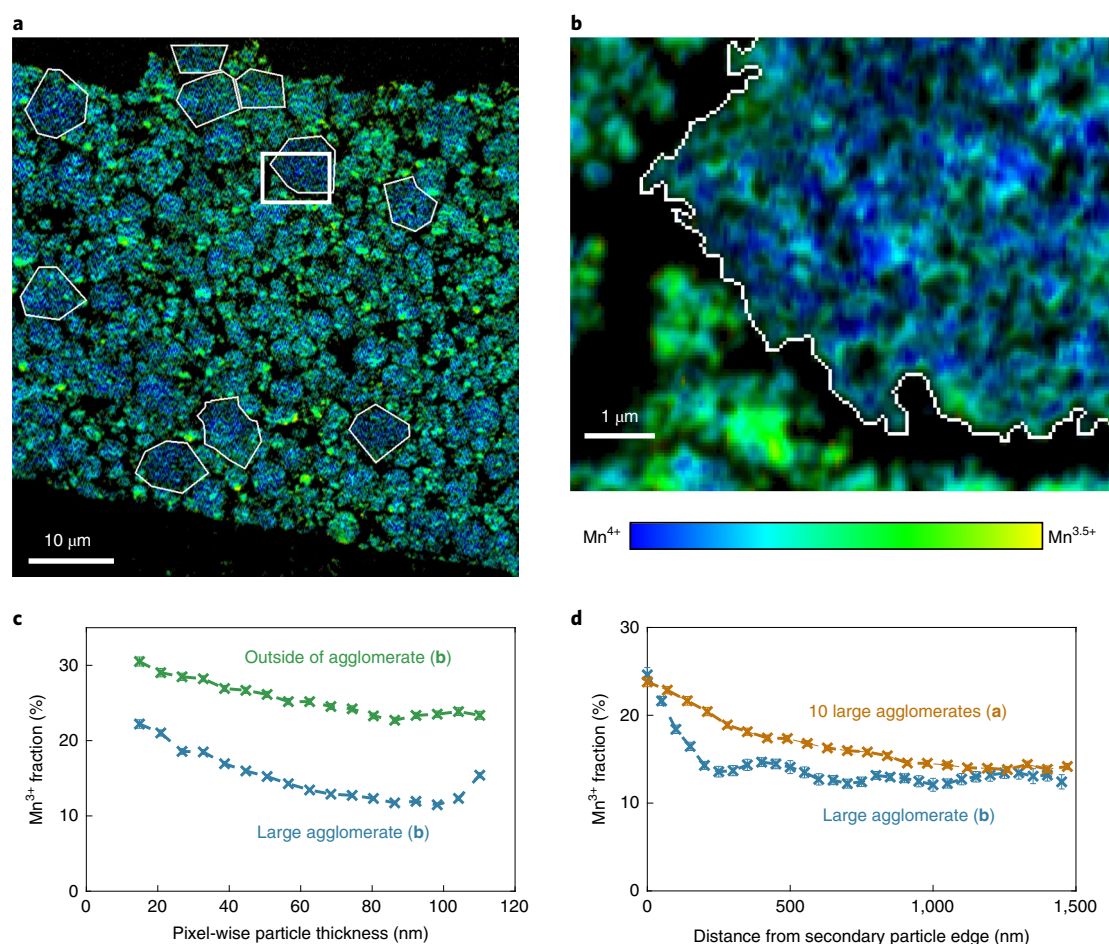 a
10 μm
b
1 μm
Mn4+
Mn3.5+
c
Mn3+ fraction (%)
30
20
10
0
Outside of agglomerate (b)
Large agglomerate (b)
0 20 40 60 80 100 120
Pixel-wise particle thickness (nm)
d
Mn3+ fraction (%)
30
20
10
0
10 large agglomerates (a)
Large agglomerate (b)
0 500 1,000 1,500
Distance from secondary particle edge (nm)